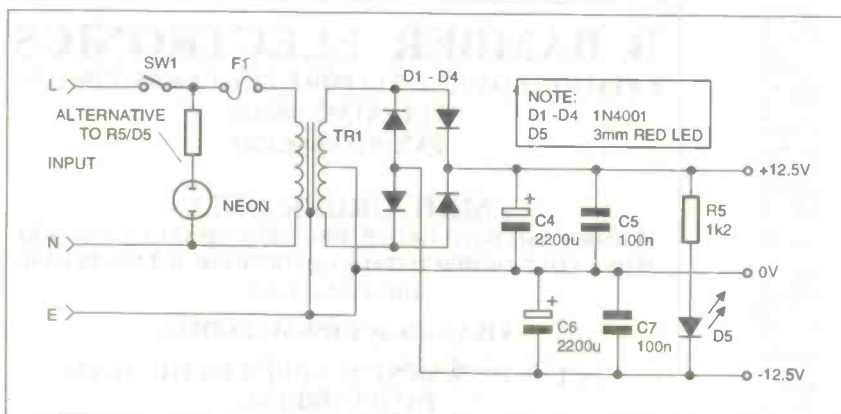 SW1
F1
D1 - D4
L
ALTERNATIVE
TO R5/D5
NOTE:
D1 -D4 1N4001
D5 3mm RED LED
TR1
INPUT
+12.5V
NEON
C4
2200u
C5
100n
R5
1k2
N
0V
E
C6
2200u
C7
100n
D5
-12.5V